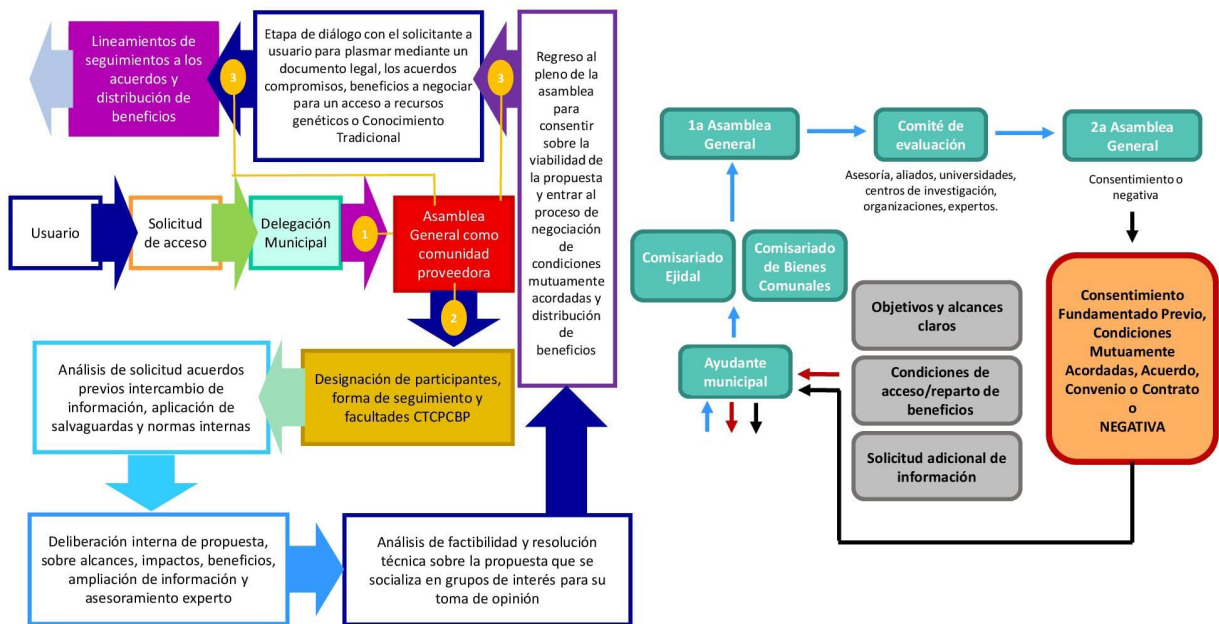 Lineamientos de
seguimientos a los
acuerdos y
distribución de
beneficios
3
Etapa de diálogo con el solicitante a
usuario para plasmar mediante un
documento legal, los acuerdos
compromisos, beneficios a negociar
para un acceso a recursos
genéticos o Conocimiento
Tradicional
3
Regreso al
pleno de la
asamblea
para
consentir
sobre la
viabilidad de
la propuesta
y entrar al
proceso de
negociación
de
condiciones
mutuamente
acordadas y
distribución
de
beneficios
Usuario
Solicitud
de acceso
Delegación
Municipal
1
Asamblea
General como
comunidad
proveedora
2
Análisis de solicitud acuerdos
previos intercambio de
información, aplicación de
salvaguardas y normas internas
Designación de participantes,
forma de seguimiento y
facultades CTCPCBP
Deliberación interna de propuesta,
sobre alcances, impactos, beneficios,
ampliación de información y
asesoramiento experto
Análisis de factibilidad y resolución
técnica sobre la propuesta que se
socializa en grupos de interés para su
toma de opinión
1a Asamblea
General
Comité de
evaluación
Asesoría, aliados, universidades,
centros de investigación,
organizaciones, expertos.
2a Asamblea
General
Consentimiento o
negativa
Comisariado
Ejidal
Comisariado
de Bienes
Comunales
Ayudante
municipal
Objetivos y alcances
claros
Condiciones de
acceso/reparto de
beneficios
Solicitud adicional de
información
Consentimiento
Fundamentado Previo,
Condiciones
Mutuamente
Acordadas, Acuerdo,
Convenio o Contrato
o
NEGATIVA